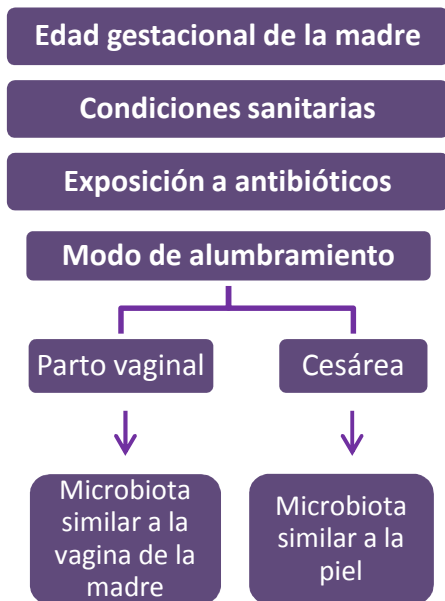 Edad gestacional de la madre
Condiciones sanitarias
Exposición a antibióticos
Modo de alumbramiento
Parto vaginal
Cesárea
Microbiota
similar a la
vagina de la
madre
Microbiota
similar a la
piel